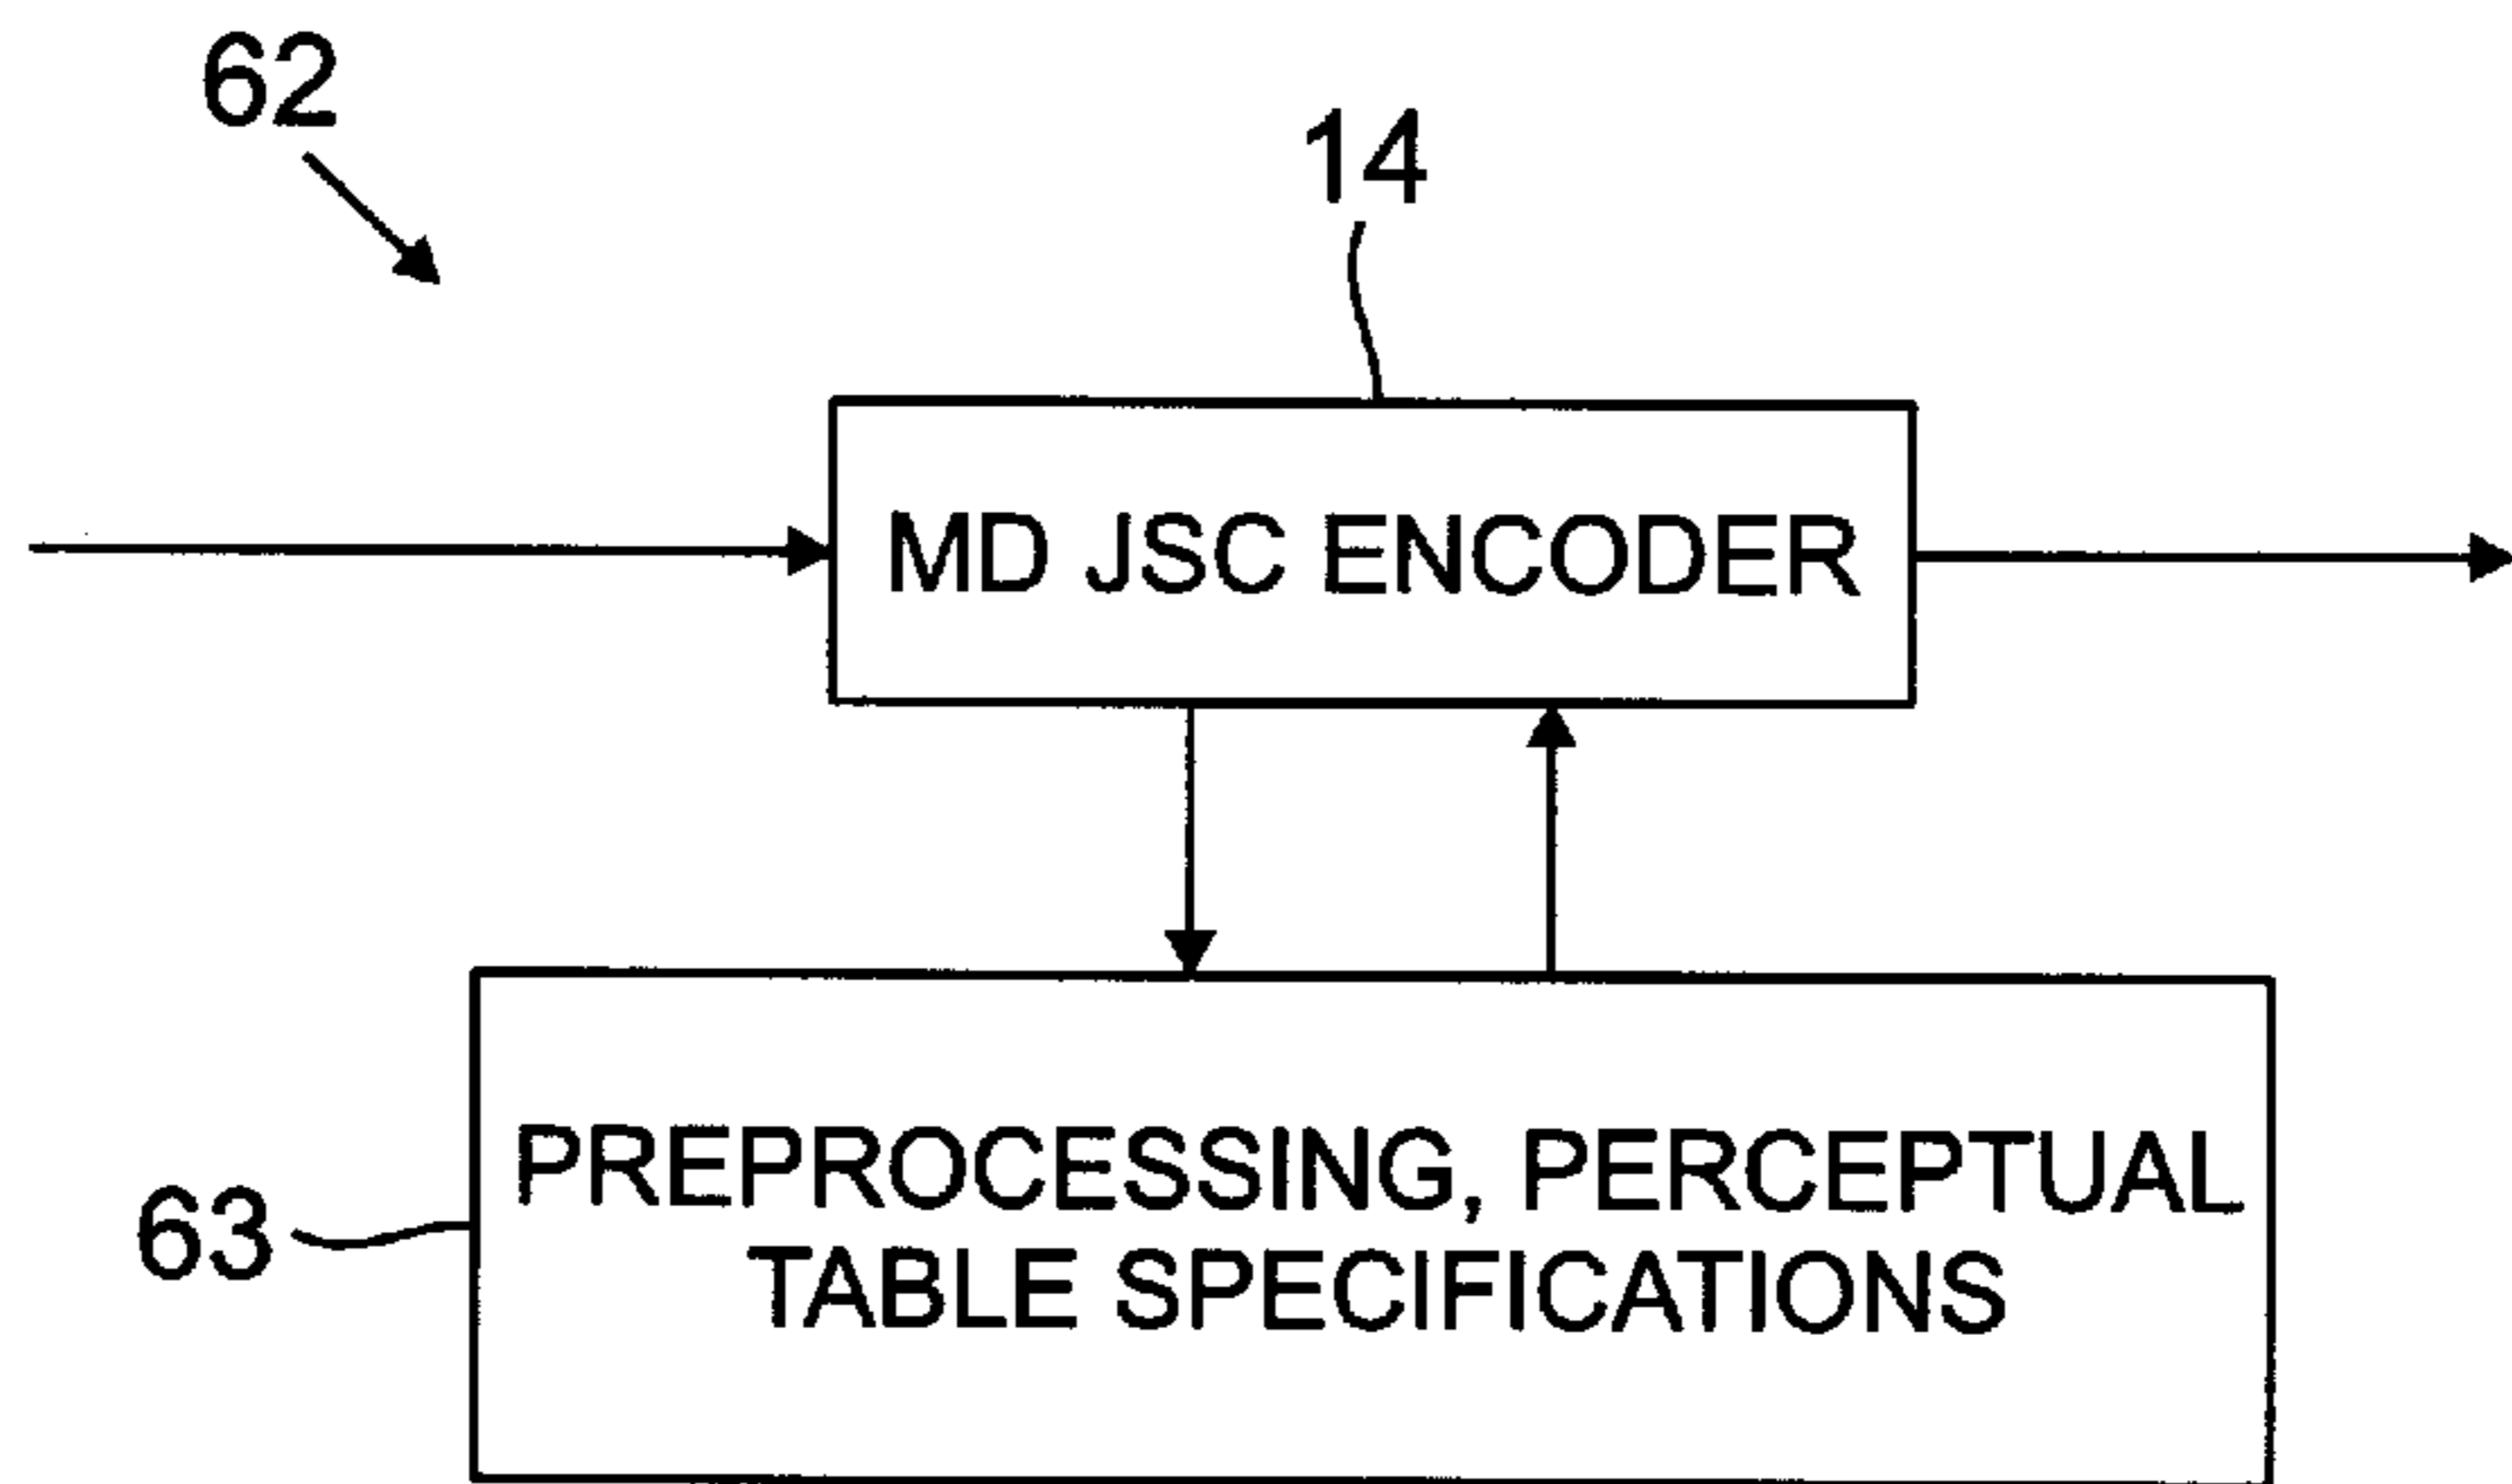 62
14
MD JSC ENCODER
PREPROCESSING, PERCEPTUAL
63
TABLE SPECIFICATIONS